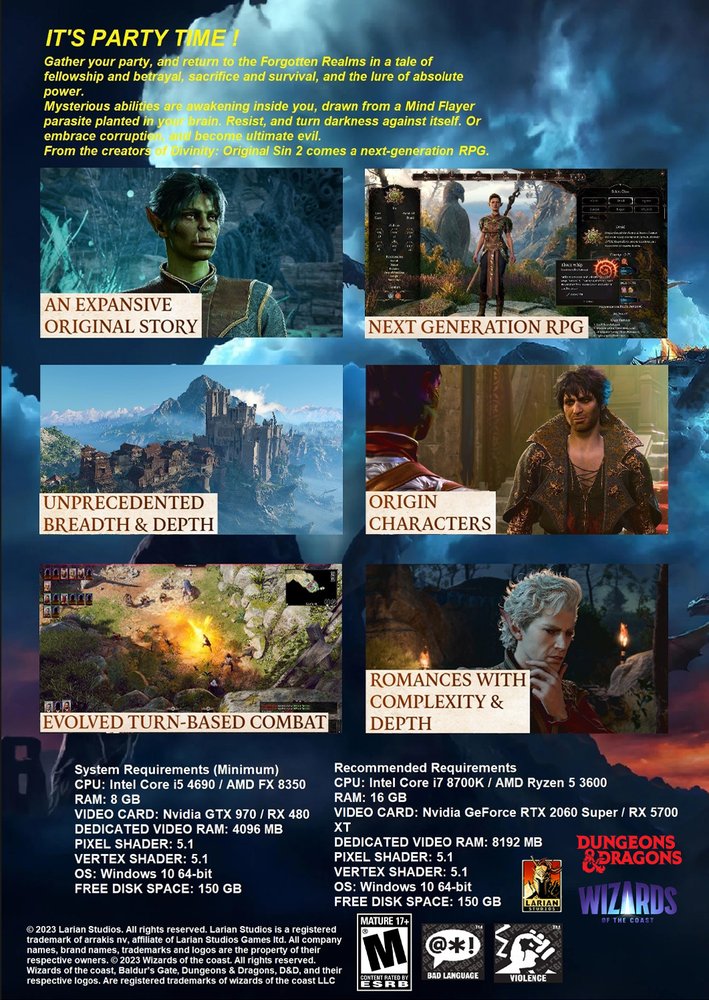 IT'S PARTY TIME !
Gather your party, and return to the Forgotten Realms in a tale of
fellowship and betrayal, sacrifice and survival, and the lure of absolute
power.
Mysterious abilities are awakening inside you, drawn from a Mind Flayer
parasite planted in your brain. Resist, and turn darkness against itself. Or
embrace corruption, and become ultimate evil.
From the creators of Divinity: Original Sin 2 comes a next-generation RPG.
AN EXPANSIVE
ORIGINAL STORY
NEXT GENERATION RPG
UNPRECEDENTED
BREADTH & DEPTH
ORIGIN
CHARACTERS
EVOLVED TURN-BASED COMBAT
ROMANCES WITH
COMPLEXITY &
DEPTH
System Requirements (Minimum)
CPU: Intel Core i5 4690 / AMD FX 8350
RAM: 8 GB
VIDEO CARD: Nvidia GTX 970 / RX 480
DEDICATED VIDEO RAM: 4096 MB
PIXEL SHADER: 5.1
VERTEX SHADER: 5.1
OS: Windows 10 64-bit
FREE DISK SPACE: 150 GB
Recommended Requirements
CPU: Intel Core i7 8700K / AMD Ryzen 5 3600
RAM: 16 GB
VIDEO CARD: Nvidia GeForce RTX 2060 Super / RX 5700
XT
DEDICATED VIDEO RAM: 8192 MB
PIXEL SHADER: 5.1
VERTEX SHADER: 5.1
OS: Windows 10 64-bit
FREE DISK SPACE: 150 GB
LARIAN
STUDIOS
DUNGEONS
& DRAGONS
WIZARDS
OF THE COAST
© 2023 Larian Studios. All rights reserved. Larian Studios is a registered
trademark of arrakis nv, affiliate of Larian Studios Games ltd. All company
names, brand names, trademarks and logos are the property of their
respective owners. © 2023 Wizards of the coast. All rights reserved.
Wizards of the coast, Baldur's Gate, Dungeons & Dragons, D&D, and their
respective logos. Are registered trademarks of wizards of the coast LLC
MATURE 17+
M
CONTENT RATED BY
ESRB
@*!
BAD LANGUAGE
VIOLENCE